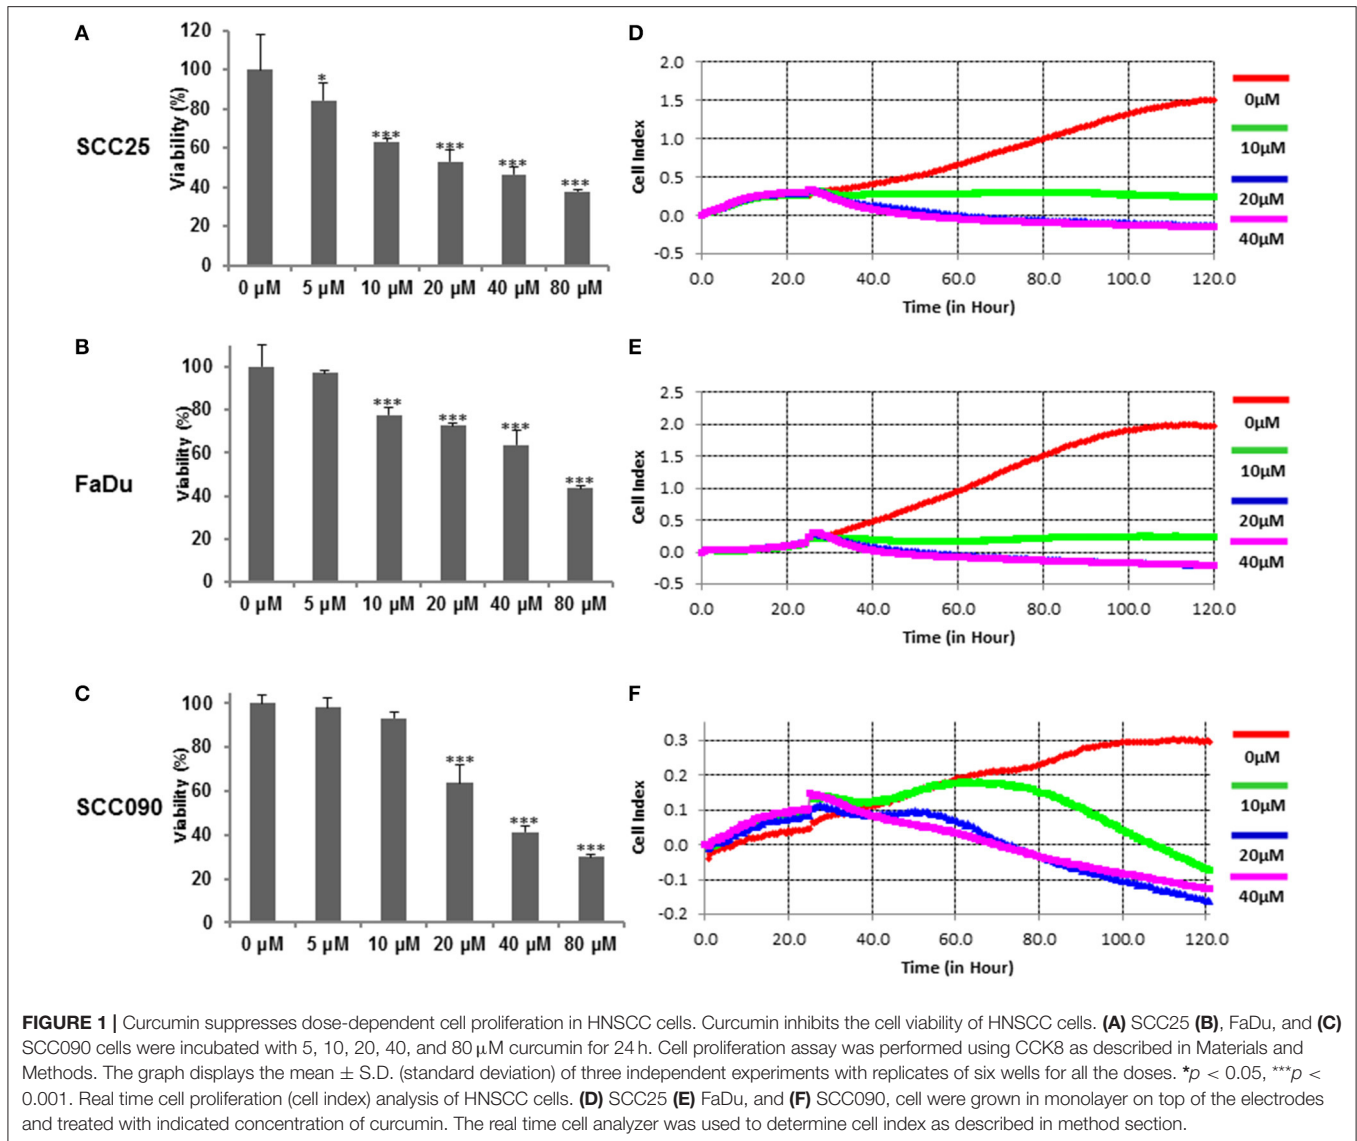 A
SCC25
Viability (%)
120
100
80
60
40
20
0
*
***
***
***
***
0 µM 5 µM 10 µM 20 µM 40 µM 80 µM
D
Cell Index
2.0
1.5
1.0
0.5
0.0
-0.5
0.0 20.0 40.0 60.0 80.0 100.0 120.0
Time (in Hour)
0µM
10µM
20µM
40µM
B
FaDu
Viability (%)
100
80
60
40
20
0
***
***
***
***
0 µM 5 µM 10 µM 20 µM 40 µM 80 µM
E
Cell Index
2.5
2.0
1.5
1.0
0.5
0.0
-0.5
0.0 20.0 40.0 60.0 80.0 100.0 120.0
Time (in Hour)
0µM
10µM
20µM
40µM
C
SCC090
Viability (%)
100
80
60
40
20
0
***
***
***
0 µM 5 µM 10 µM 20 µM 40 µM 80 µM
F
Cell Index
0.3
0.2
0.1
0.0
-0.1
-0.2
0.0 20.0 40.0 60.0 80.0 100.0 120.0
Time (in Hour)
0µM
10µM
20µM
40µM
FIGURE 1 | Curcumin suppresses dose-dependent cell proliferation in HNSCC cells. Curcumin inhibits the cell viability of HNSCC cells. (A) SCC25 (B), FaDu, and (C)
SCC090 cells were incubated with 5, 10, 20, 40, and 80 µM curcumin for 24 h. Cell proliferation assay was performed using CCK8 as described in Materials and
Methods. The graph displays the mean ± S.D. (standard deviation) of three independent experiments with replicates of six wells for all the doses. *p < 0.05, ***p <
0.001. Real time cell proliferation (cell index) analysis of HNSCC cells. (D) SCC25 (E) FaDu, and (F) SCC090, cell were grown in monolayer on top of the electrodes
and treated with indicated concentration of curcumin. The real time cell analyzer was used to determine cell index as described in method section.